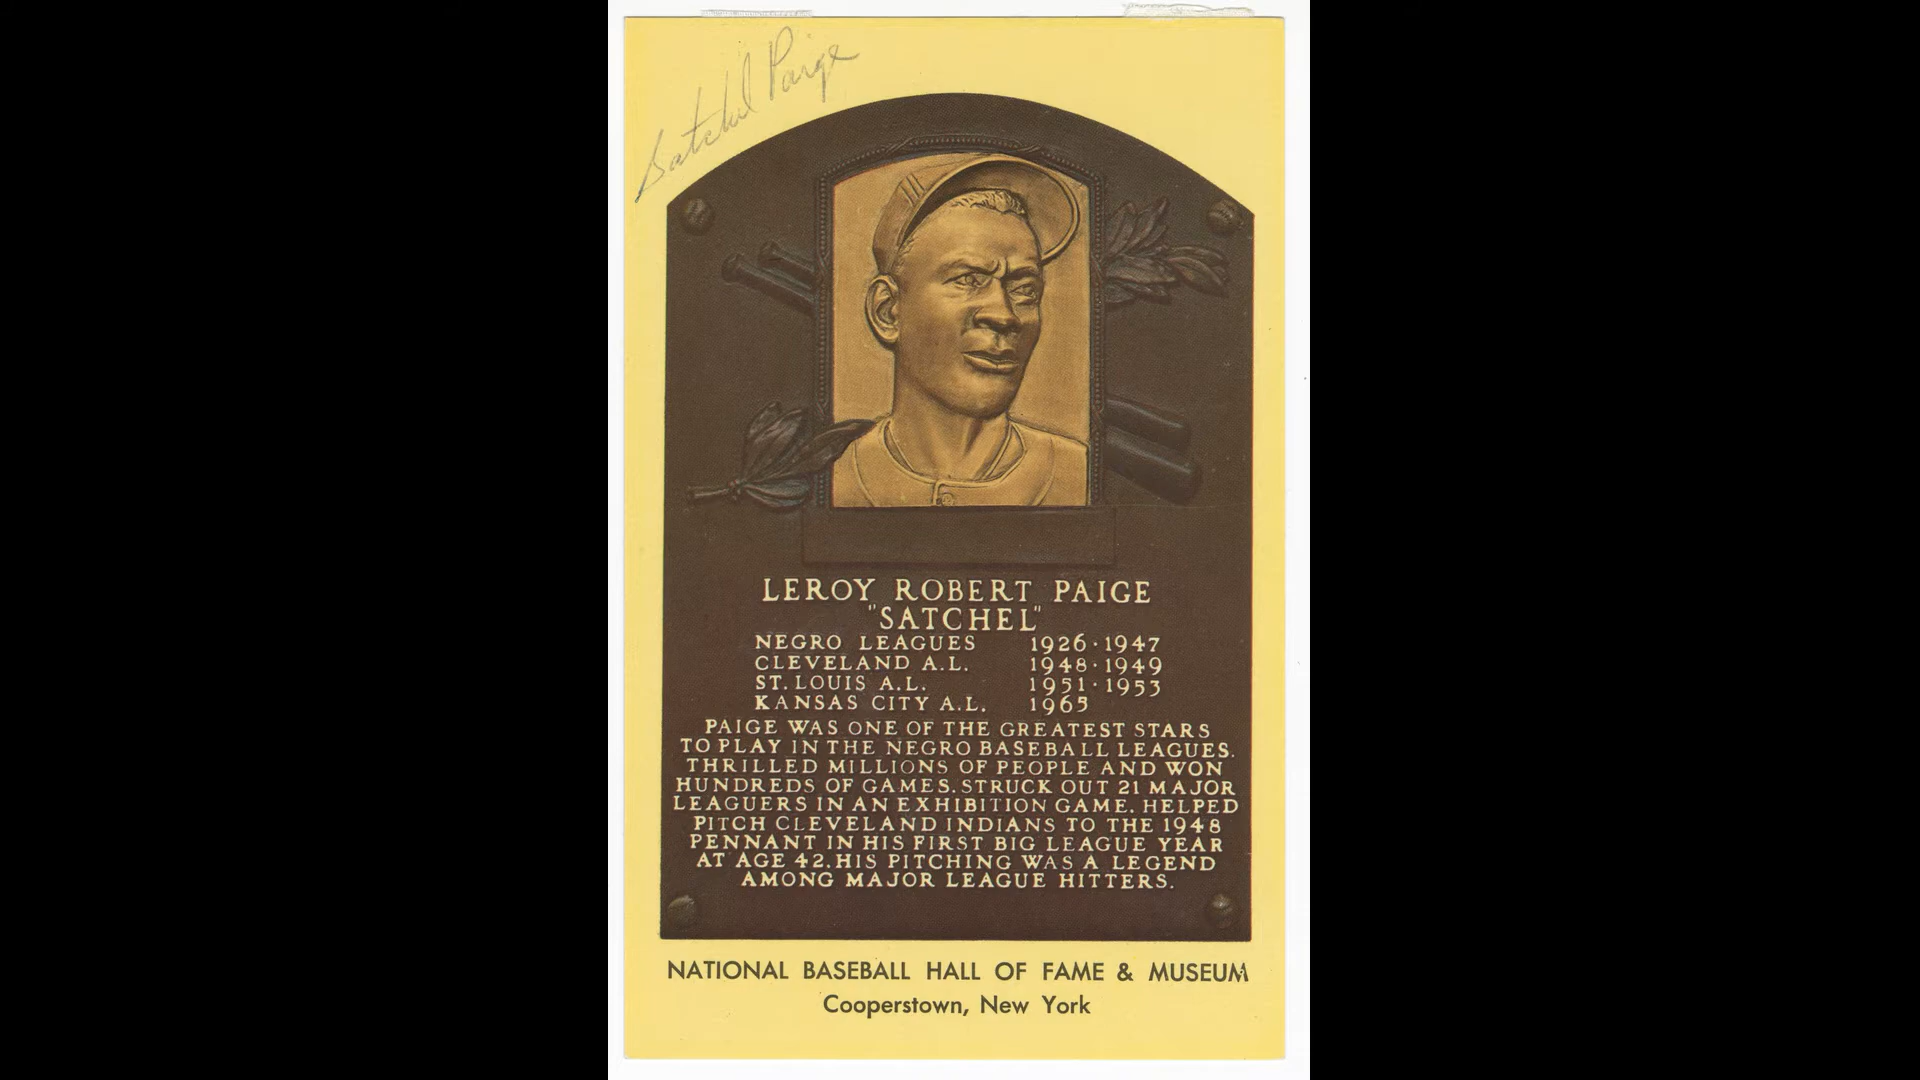 Satchel Paige
LEROY ROBERT PAIGE
"SATCHEL"
NEGRO LEAGUES 1926·1947
CLEVELAND A.L. 1948·1949
ST. LOUIS A.L. 1951·1953
KANSAS CITY A.L. 1965
PAIGE WAS ONE OF THE GREATEST STARS
TO PLAY IN THE NEGRO BASEBALL LEAGUES.
THRILLED MILLIONS OF PEOPLE AND WON
HUNDREDS OF GAMES. STRUCK OUT 21 MAJOR
LEAGUERS IN AN EXHIBITION GAME. HELPED
PITCH CLEVELAND INDIANS TO THE 1948
PENNANT IN HIS FIRST BIG LEAGUE YEAR
AT AGE 42. HIS PITCHING WAS A LEGEND
AMONG MAJOR LEAGUE HITTERS.
NATIONAL BASEBALL HALL OF FAME & MUSEUM
Cooperstown, New York